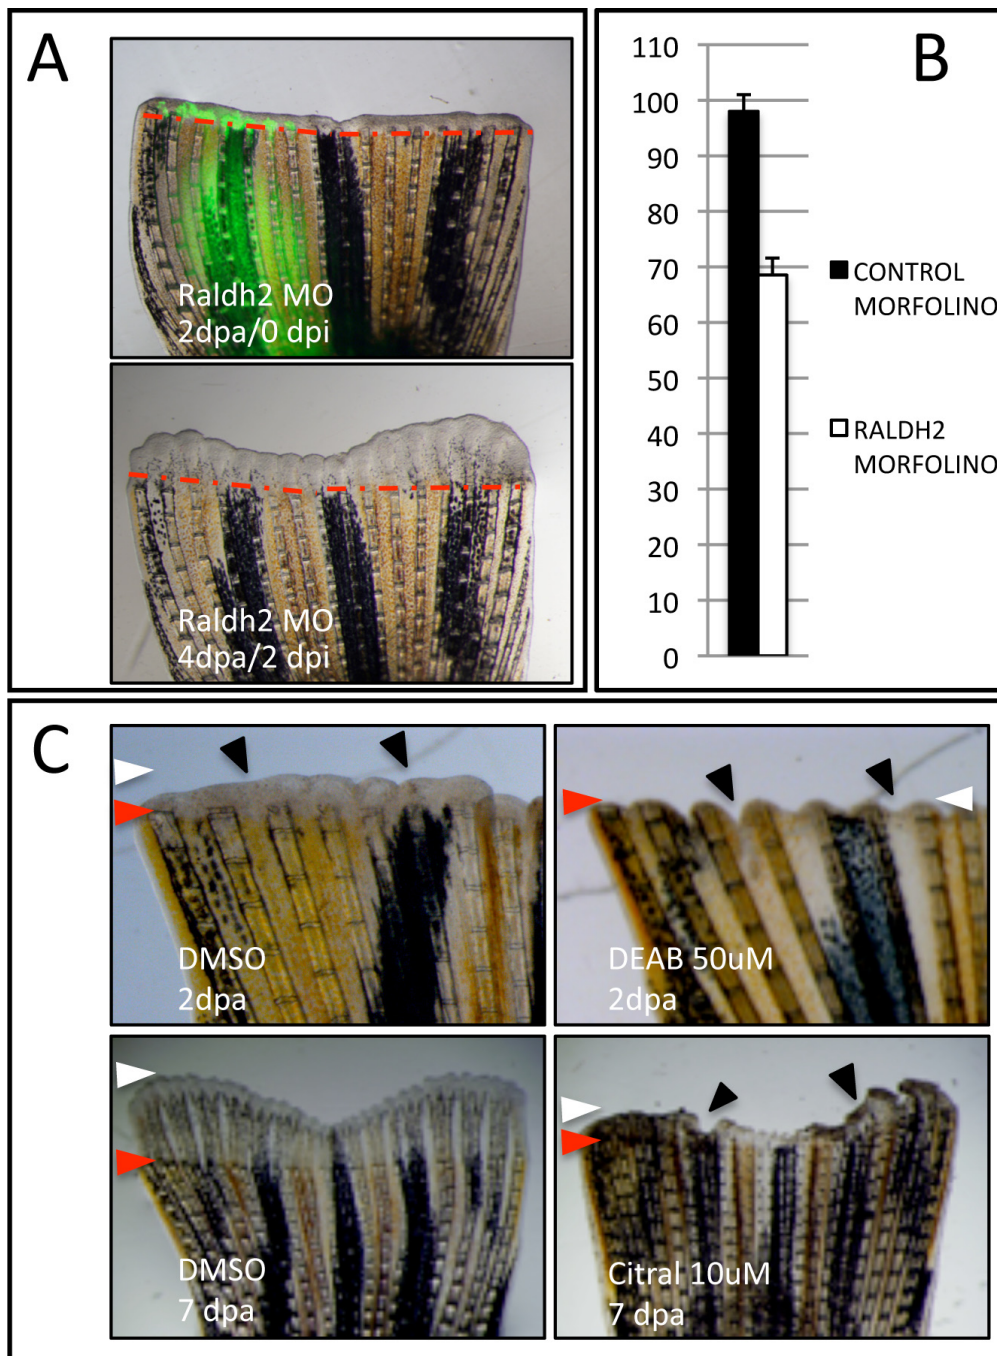 A
Raldh2 MO
2dpa/0 dpi
Raldh2 MO
4dpa/2 dpi
B
110
100
90
80
70
60
50
40
30
20
10
0
CONTROL
MORFOLINO
RALDH2
MORFOLINO
C
DMSO
2dpa
DEAB 50uM
2dpa
DMSO
7 dpa
Citral 10uM
7 dpa